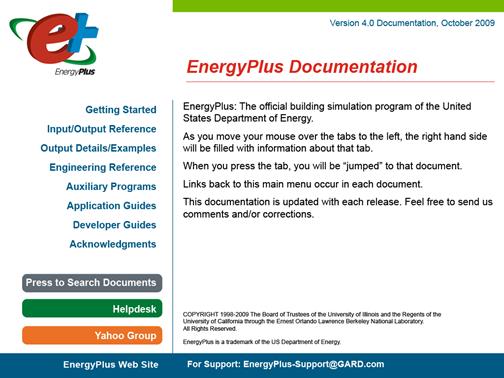 Version 4.0 Documentation, October 2009
e+
EnergyPlus
EnergyPlus Documentation
Getting Started
Input/Output Reference
Output Details/Examples
Engineering Reference
Auxiliary Programs
Application Guides
Developer Guides
Acknowledgments
Press to Search Documents
Helpdesk
Yahoo Group
EnergyPlus: The official building simulation program of the United
States Department of Energy.
As you move your mouse over the tabs to the left, the right hand side
will be filled with information about that tab.
When you press the tab, you will be “jumped” to that document.
Links back to this main menu occur in each document.
This documentation is updated with each release. Feel free to send us
comments and/or corrections.
COPYRIGHT 1998-2009 The Board of Trustees of the University of Illinois and the Regents of the
University of California through the Ernest Orlando Lawrence Berkeley National Laboratory.
All Rights Reserved.
EnergyPlus is a trademark of the US Department of Energy.
EnergyPlus Web Site
For Support: EnergyPlus-Support@GARD.com